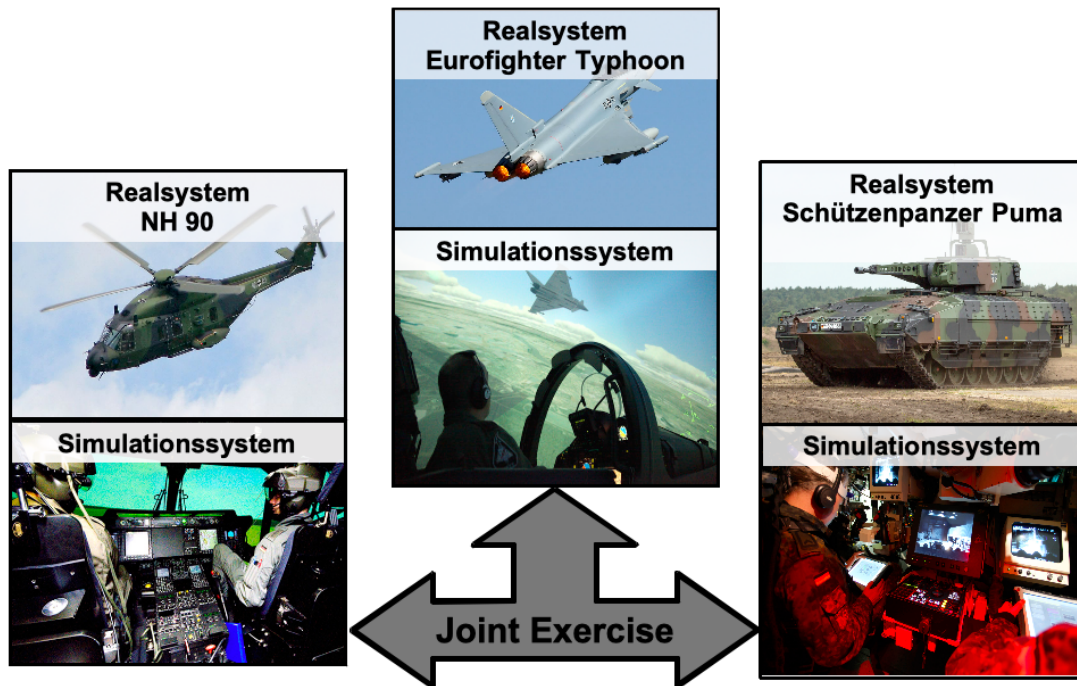 Realsystem
Eurofighter Typhoon
Simulationssystem
Realsystem
NH 90
Simulationssystem
Realsystem
Schützenpanzer Puma
Simulationssystem
Joint Exercise